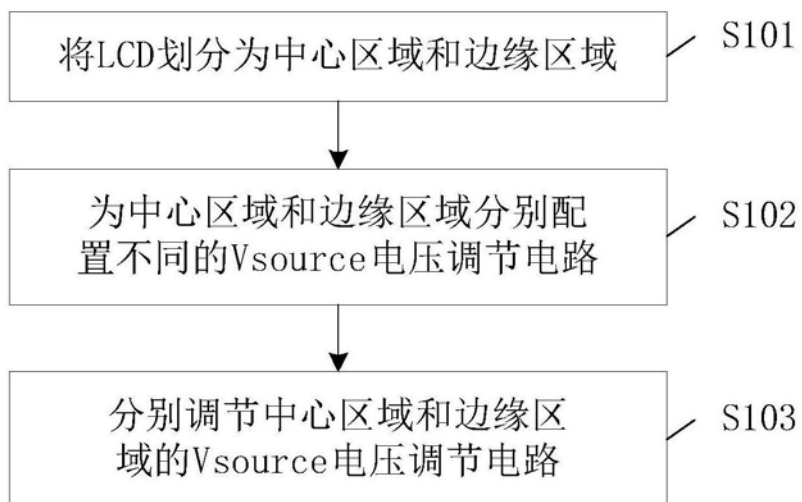 将LCD划分为中心区域和边缘区域
S101
为中心区域和边缘区域分别配
置不同的Vsource电压调节电路
S102
分别调节中心区域和边缘区
域的Vsource电压调节电路
S103